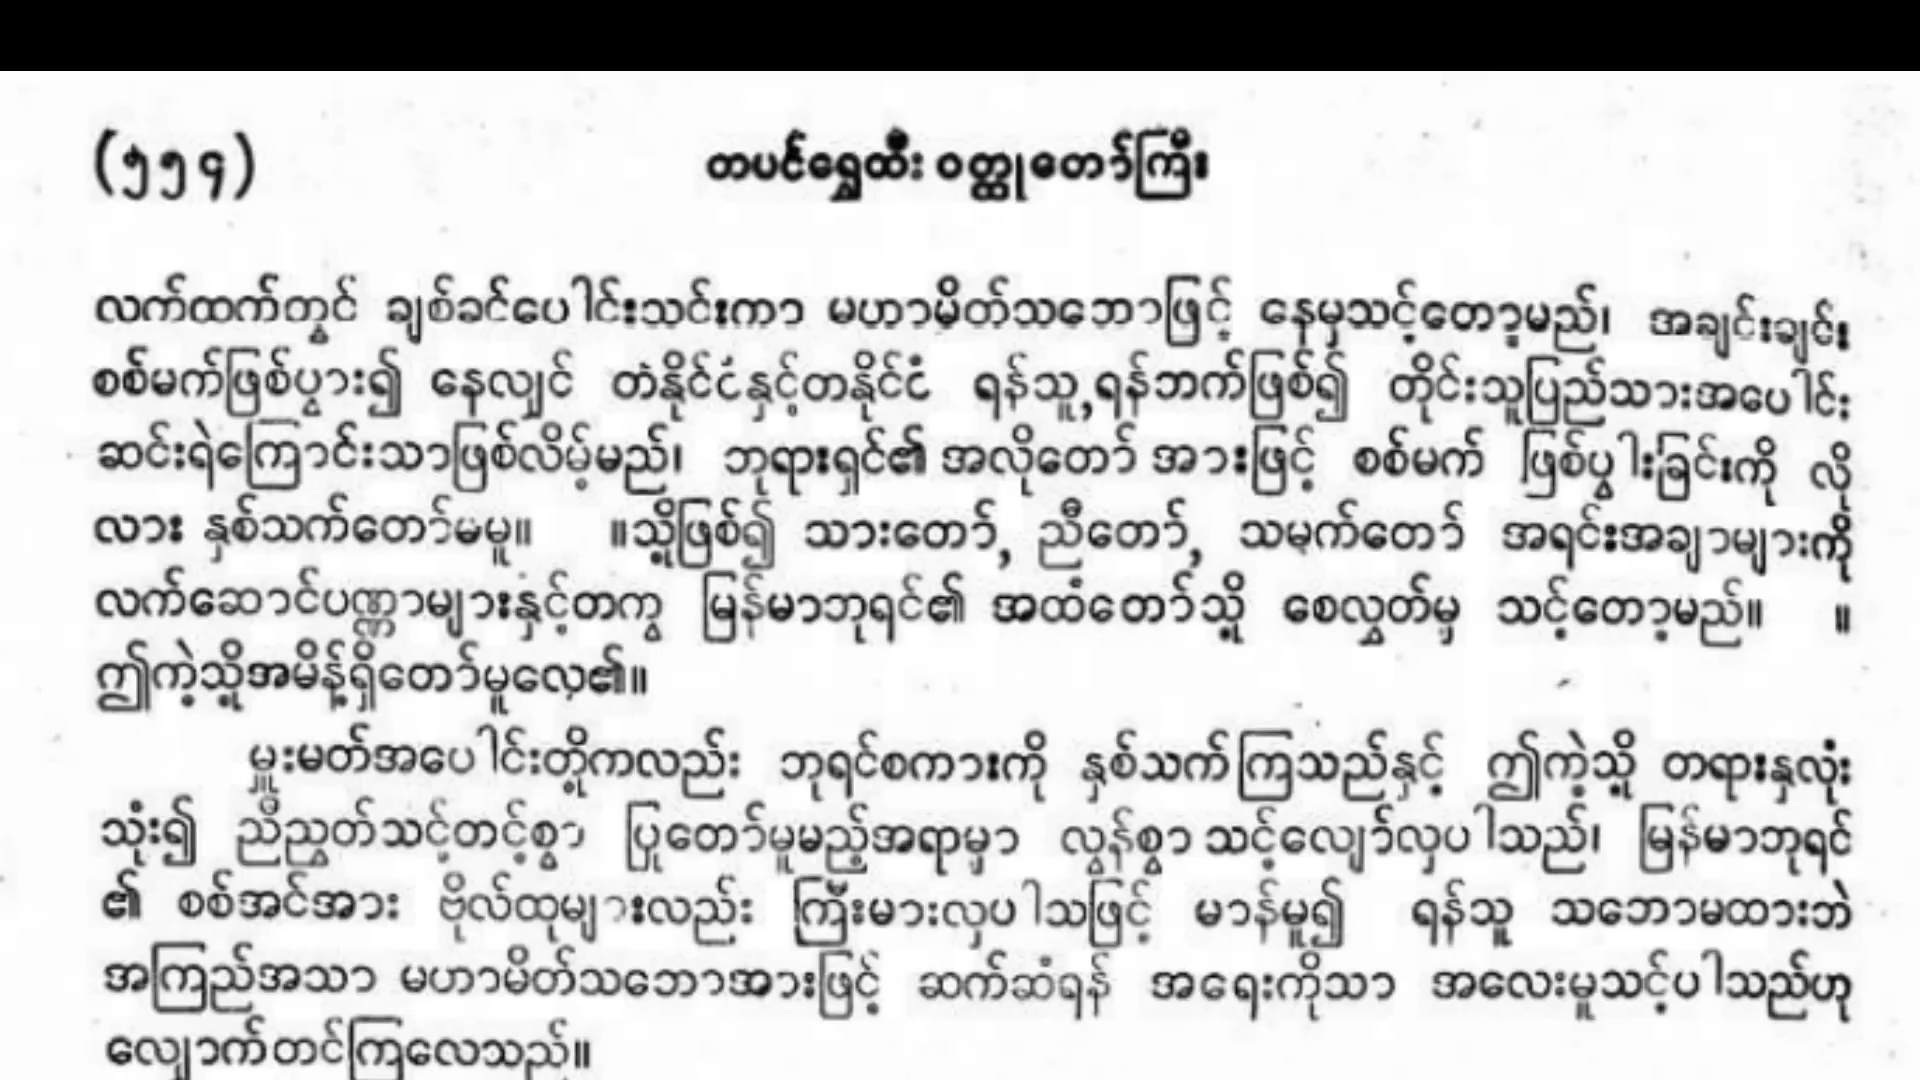 (၅၅၄) တပင်ရွှေထီး ဝတ္ထုတော်ကြီး
လက်ထက်တွင် ချစ်ခင်ပေါင်းသင်းကာ မဟာမိတ်သဘောဖြင့် နေမှသင့်တော့မည်၊ အချင်းချင်း
စစ်မက်ဖြစ်ပွား၍ နေလျှင် တံနိုင်ငံနှင့်တနိုင်ငံ ရန်သူ,ရန်ဘက်ဖြစ်၍ တိုင်းသူပြည်သားအပေါင်း
ဆင်းရဲကြောင်းသာဖြစ်လိမ့်မည်၊ ဘုရားရှင်၏ အလိုတော် အားဖြင့် စစ်မက် ဖြစ်ပွါးခြင်းကို လို
လား နှစ်သက်တော်မမူ။ ။သို့ဖြစ်၍ သားတော်, ညီတော်, သမက်တော် အရင်းအချာများကို
လက်ဆောင်ပဏ္ဏာများနှင့်တကွ မြန်မာဘုရင်၏ အထံတော်သို့ စေလွှတ်မှ သင့်တော့မည်။ ။
ဤကဲ့သို့အမိန့်ရှိတော်မူလေ့၏။
မှူးမတ်အပေါင်းတို့ကလည်း ဘုရင်စကားကို နှစ်သက်ကြသည်နှင့် ဤကဲ့သို့ တရားနှလုံး
သုံး၍ ညီညွတ်သင့်တင့်စွာ ပြုတော်မူမည့်အရာမှာ လွန်စွာ သင့်လျော်လှပါသည်၊ မြန်မာဘုရင်
၏ စစ်အင်အား ဗိုလ်ထုများလည်း ကြီးမားလှပါသဖြင့် မာန်မူ၍ ရန်သူ သဘောမထားဘဲ
အကြည်အသာ မဟာမိတ်သဘောအားဖြင့် ဆက်ဆံရန် အရေးကိုသာ အလေးမူသင့်ပါသည်ဟု
လျှောက်တင်ကြလေသည်။